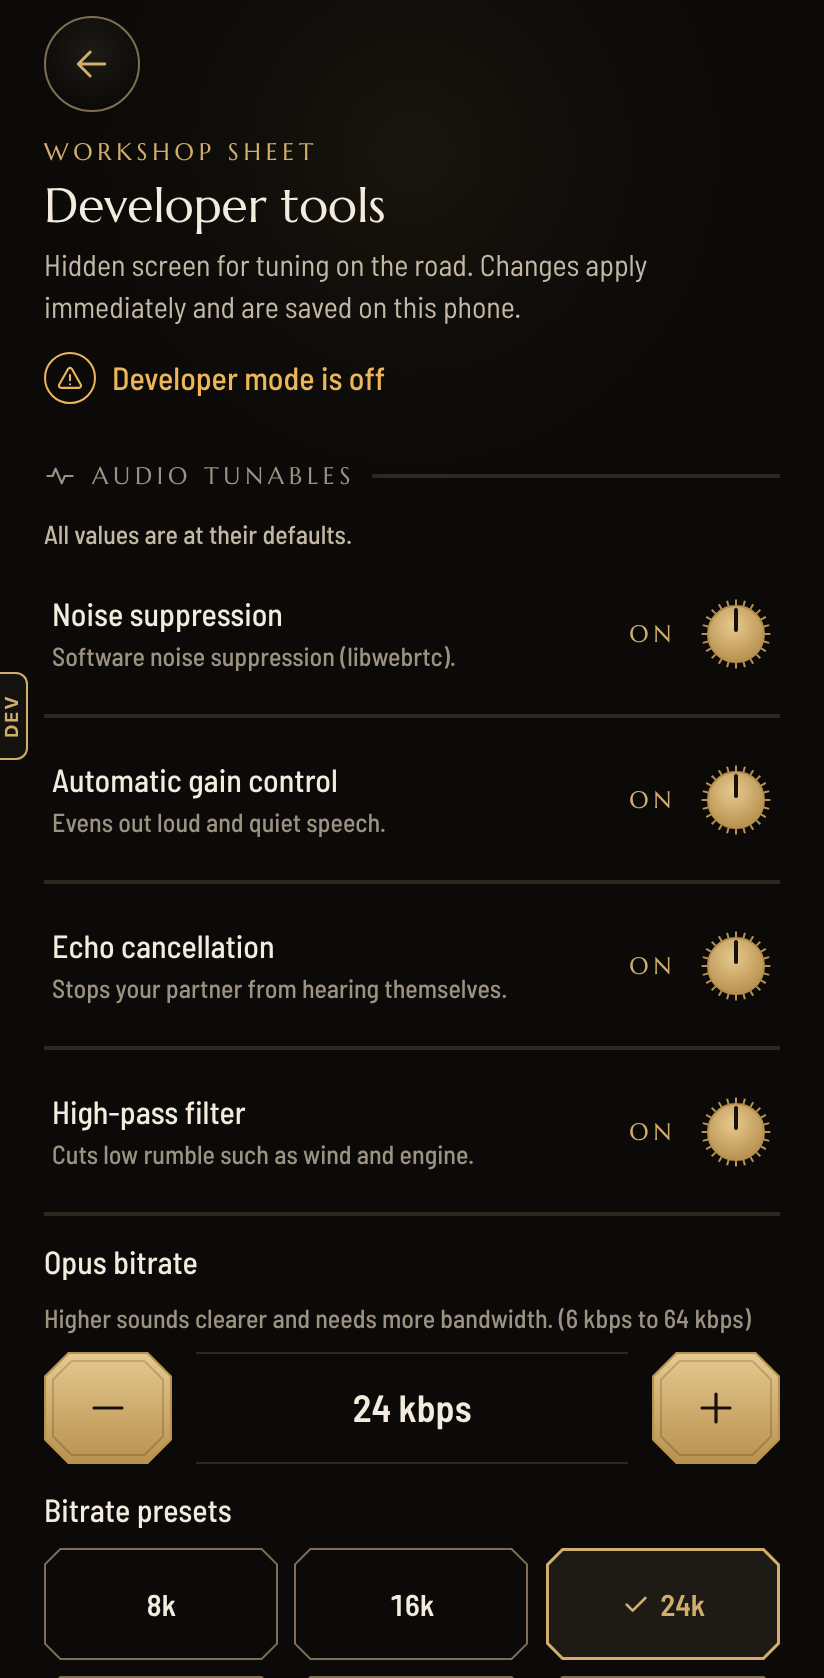 WORKSHOP SHEET
Developer tools
Hidden screen for tuning on the road. Changes apply
immediately and are saved on this phone.
Developer mode is off
AUDIO TUNABLES
All values are at their defaults.
Noise suppression
ON
Software noise suppression (libwebrtc).
DEV
Automatic gain control
ON
Evens out loud and quiet speech.
Echo cancellation
ON
Stops your partner from hearing themselves.
High-pass filter
ON
Cuts low rumble such as wind and engine.
Opus bitrate
Higher sounds clearer and needs more bandwidth. (6 kbps to 64 kbps)
24 kbps
Bitrate presets
8k 16k 24k